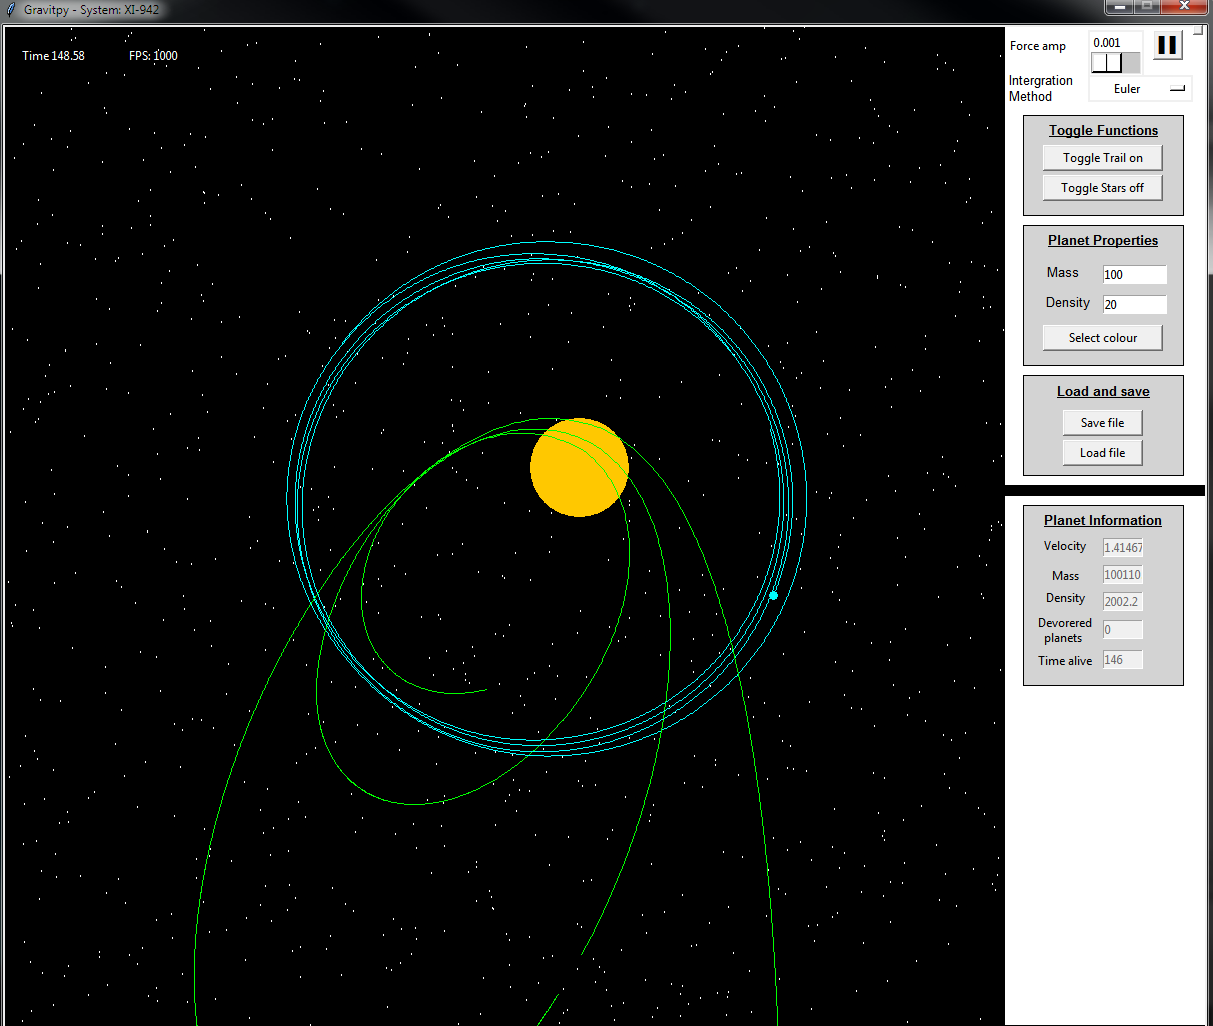 Gravitpy - System: XI-942
Time 148.58 FPS: 1000
Force amp 0.001
Intergration
Method
Euler
Toggle Functions
Toggle Trail on
Toggle Stars off
Planet Properties
Mass 100
Density 20
Select colour
Load and save
Save file
Load file
Planet Information
Velocity 1.41467
Mass 100110
Density 2002.2
Devorered
planets
0
Time alive 146